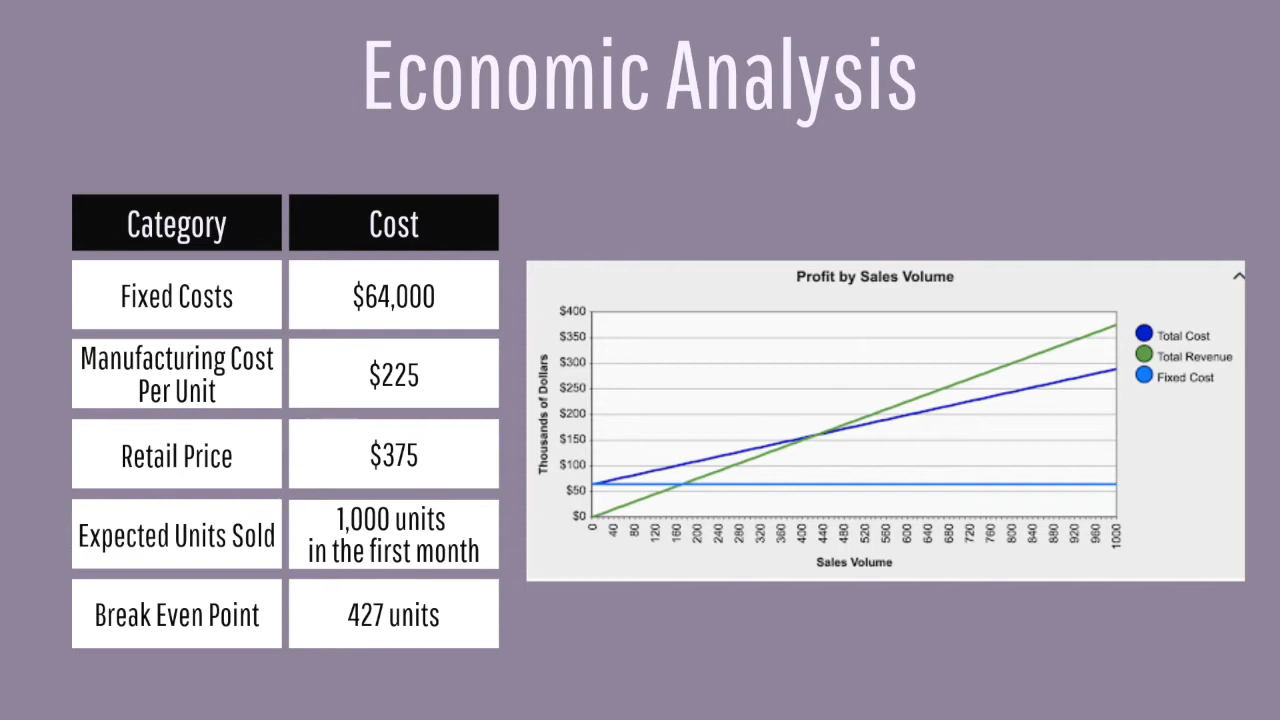 Economic Analysis
Category Cost
Fixed Costs $64,000
Manufacturing Cost
Per Unit
$225
Retail Price $375
Expected Units Sold
1,000 units
in the first month
Break Even Point 427 units
Profit by Sales Volume
Thousands of Dollars
$400
$350
$300
$250
$200
$150
$100
$50
$0
0 40 80 120 160 200 240 280 320 360 400 440 480 520 560 600 640 680 720 760 800 840 880 920 960 1000
Sales Volume
Total Cost
Total Revenue
Fixed Cost